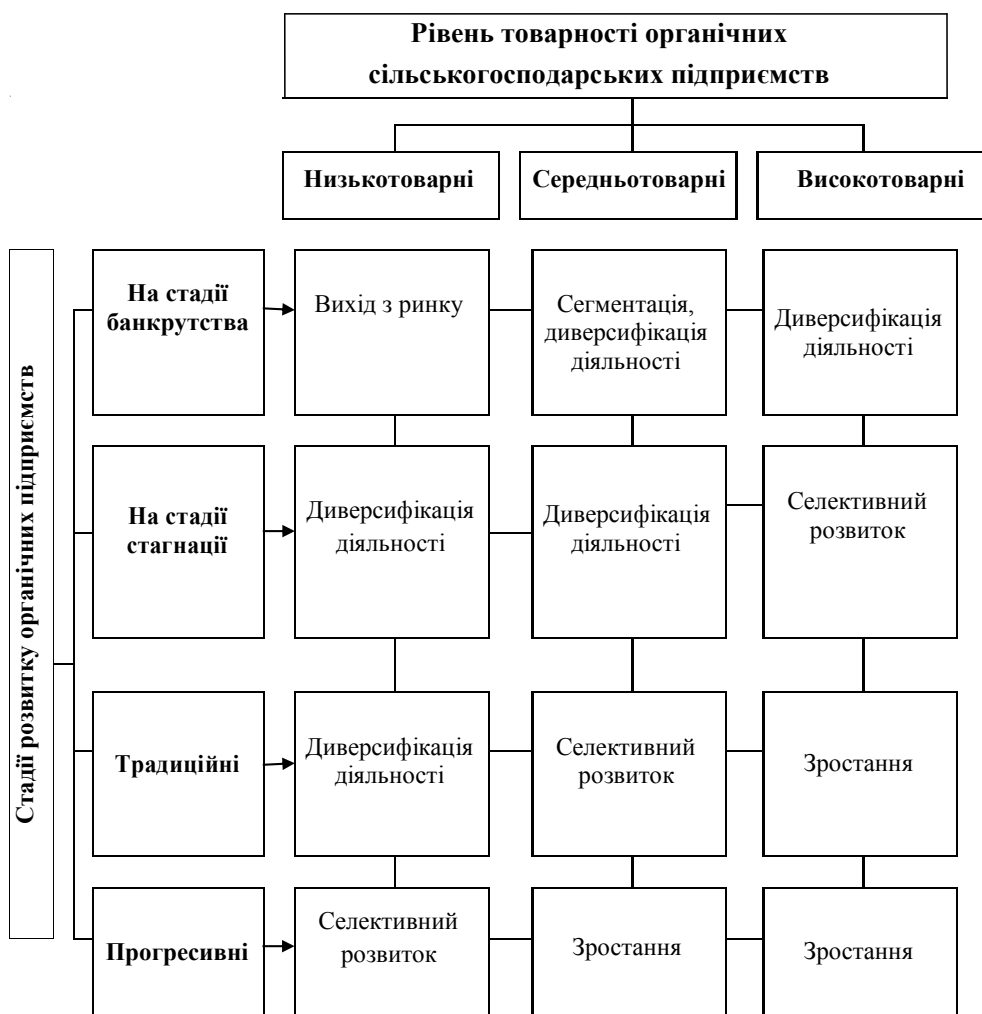 Рівень товарності органічних
сільськогосподарських підприємств
Низькотоварні
Середньотоварні
Високотоварні
Стадії розвитку органічних підприємств
На стадії
банкрутства
Вихід з ринку
Сегментація,
диверсифікація
діяльності
Диверсифікація
діяльності
На стадії
стагнації
Диверсифікація
діяльності
Диверсифікація
діяльності
Селективний
розвиток
Традиційні
Диверсифікація
діяльності
Селективний
розвиток
Зростання
Прогресивні
Селективний
розвиток
Зростання
Зростання